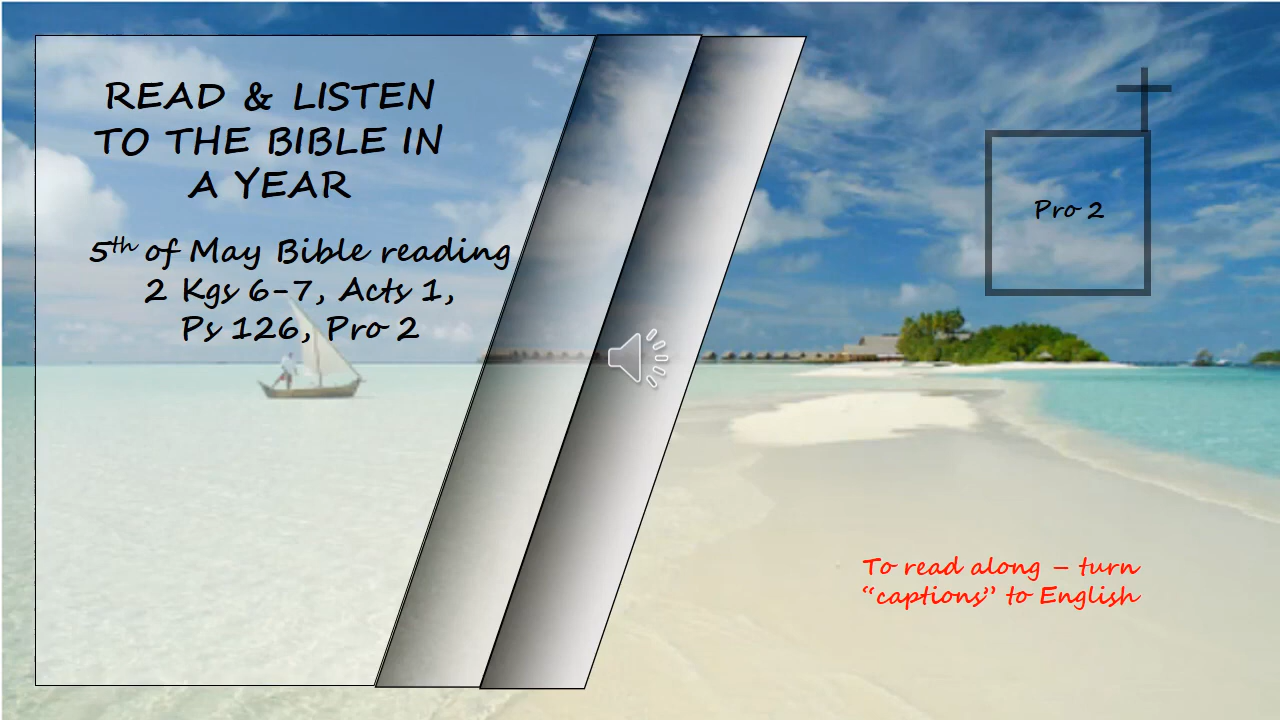 READ & LISTEN
TO THE BIBLE IN
A YEAR
5th of May Bible reading
2 Kgs 6-7, Acts 1,
Ps 126, Pro 2
Pro 2
To read along – turn
“captions” to English